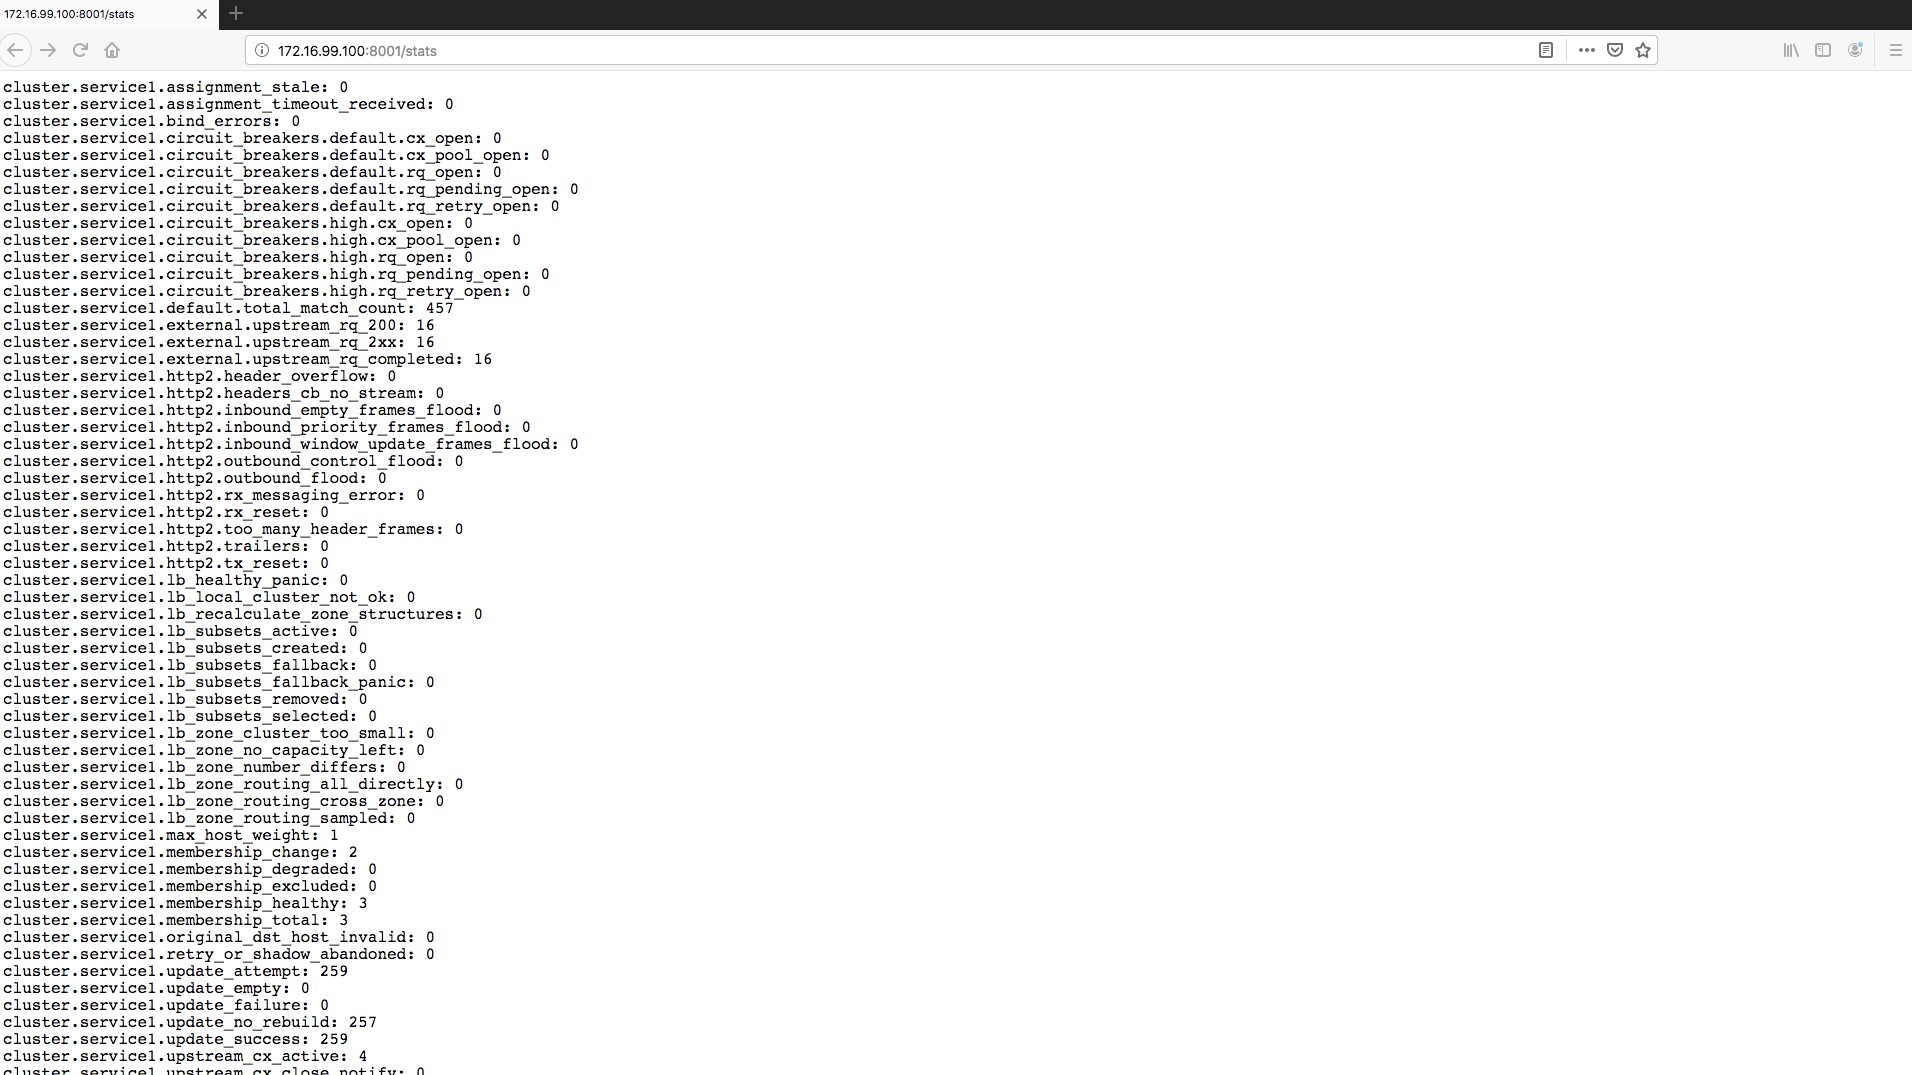 172.16.99.100:8001/stats
172.16.99.100:8001/stats
cluster.service1.assignment_stale: 0
cluster.service1.assignment_timeout_received: 0
cluster.service1.bind_errors: 0
cluster.service1.circuit_breakers.default.cx_open: 0
cluster.service1.circuit_breakers.default.cx_pool_open: 0
cluster.service1.circuit_breakers.default.rq_open: 0
cluster.service1.circuit_breakers.default.rq_pending_open: 0
cluster.service1.circuit_breakers.default.rq_retry_open: 0
cluster.service1.circuit_breakers.high.cx_open: 0
cluster.service1.circuit_breakers.high.cx_pool_open: 0
cluster.service1.circuit_breakers.high.rq_open: 0
cluster.service1.circuit_breakers.high.rq_pending_open: 0
cluster.service1.circuit_breakers.high.rq_retry_open: 0
cluster.service1.default.total_match_count: 457
cluster.service1.external.upstream_rq_200: 16
cluster.service1.external.upstream_rq_2xx: 16
cluster.service1.external.upstream_rq_completed: 16
cluster.service1.http2.header_overflow: 0
cluster.service1.http2.headers_cb_no_stream: 0
cluster.service1.http2.inbound_empty_frames_flood: 0
cluster.service1.http2.inbound_priority_frames_flood: 0
cluster.service1.http2.inbound_window_update_frames_flood: 0
cluster.service1.http2.outbound_control_flood: 0
cluster.service1.http2.outbound_flood: 0
cluster.service1.http2.rx_messaging_error: 0
cluster.service1.http2.rx_reset: 0
cluster.service1.http2.too_many_header_frames: 0
cluster.service1.http2.trailers: 0
cluster.service1.http2.tx_reset: 0
cluster.service1.lb_healthy_panic: 0
cluster.service1.lb_local_cluster_not_ok: 0
cluster.service1.lb_recalculate_zone_structures: 0
cluster.service1.lb_subsets_active: 0
cluster.service1.lb_subsets_created: 0
cluster.service1.lb_subsets_fallback: 0
cluster.service1.lb_subsets_fallback_panic: 0
cluster.service1.lb_subsets_removed: 0
cluster.service1.lb_subsets_selected: 0
cluster.service1.lb_zone_cluster_too_small: 0
cluster.service1.lb_zone_no_capacity_left: 0
cluster.service1.lb_zone_number_differs: 0
cluster.service1.lb_zone_routing_all_directly: 0
cluster.service1.lb_zone_routing_cross_zone: 0
cluster.service1.lb_zone_routing_sampled: 0
cluster.service1.max_host_weight: 1
cluster.service1.membership_change: 2
cluster.service1.membership_degraded: 0
cluster.service1.membership_excluded: 0
cluster.service1.membership_healthy: 3
cluster.service1.membership_total: 3
cluster.service1.original_dst_host_invalid: 0
cluster.service1.retry_or_shadow_abandoned: 0
cluster.service1.update_attempt: 259
cluster.service1.update_empty: 0
cluster.service1.update_failure: 0
cluster.service1.update_no_rebuild: 257
cluster.service1.update_success: 259
cluster.service1.upstream_cx_active: 4
cluster.service1.upstream_cx_close_notify: 0